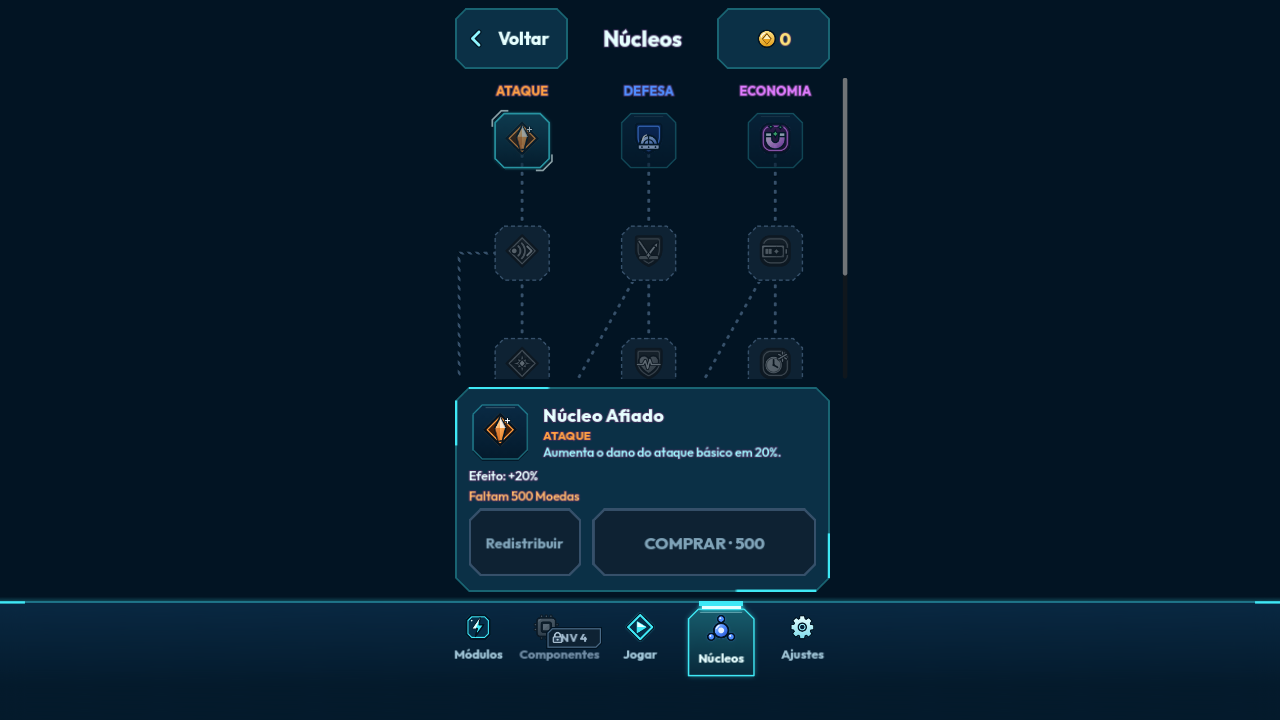 Voltar
Núcleos
0
ATAQUE
DEFESA
ECONOMIA
Núcleo Afiado
ATAQUE
Aumenta o dano do ataque básico em 20%.
Efeito: +20%
Faltam 500 Moedas
Redistribuir
COMPRAR · 500
NV 4
Módulos
Componentes
Jogar
Núcleos
Ajustes